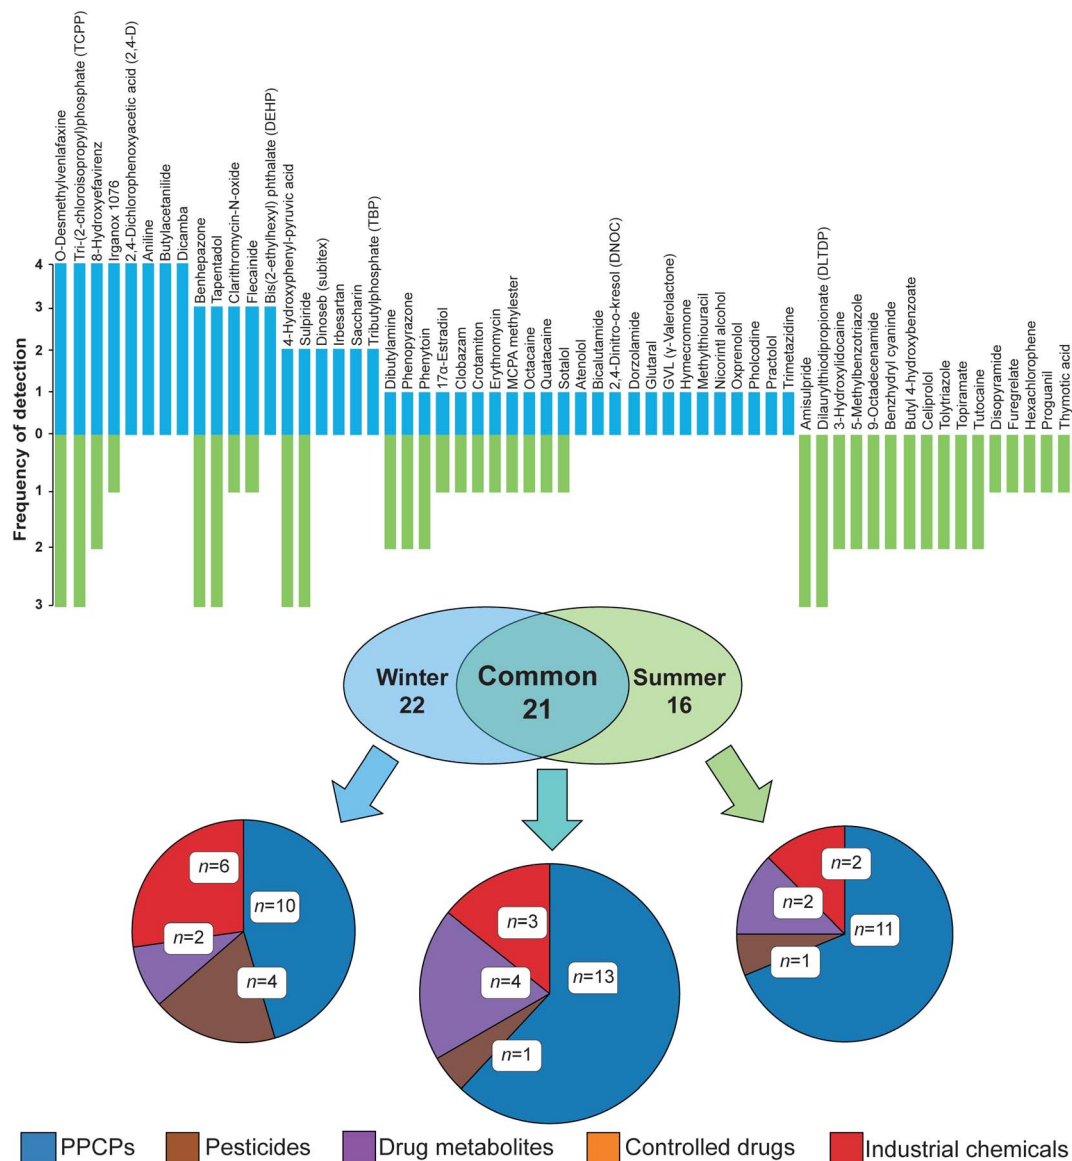 O-Desmethylvenlafaxine
Tri-(2-chloroisopropyl)phosphate (TCPP)
8-Hydroxyefavirenz
Irganox 1076
2,4-Dichlorophenoxyacetic acid (2,4-D)
Aniline
Butylacetanilide
Dicamba
Benhepazone
Tapentadol
Clarithromycin-N-oxide
Flecainide
Bis(2-ethylhexyl) phthalate (DEHP)
4-Hydroxyphenyl-pyruvic acid
Sulpiride
Dinoseb (subitex)
Irbesartan
Saccharin
Tributylphosphate (TBP)
Dibutylamine
Phenopyrazone
Phenytoin
17α-Estradiol
Clobazam
Crotamiton
Erythromycin
MCPA methylester
Octacaine
Quatacaine
Sotalol
Atenolol
Bicalutamide
2,4-Dinitro-o-kresol (DNOC)
Dorzolamide
Glutaral
GVL (γ-Valerolactone)
Hymecromone
Methylthiouracil
Nicorintl alcohol
Oxprenolol
Pholcodine
Practolol
Trimetazidine
Amisulpride
Dilaurylthiodipropionate (DLTDP)
3-Hydroxylidocaine
5-Methylbenzotriazole
9-Octadecenamide
Benzhydryl cyaninde
Butyl 4-hydroxybenzoate
Celiprolol
Tolytriazole
Topiramate
Tutocaine
Disopyramide
Furegrelate
Hexachlorophene
Proguanil
Thymotic acid
Frequency of detection
4
3
2
1
0
1
2
3
Winter
22
Common
21
Summer
16
n=6
n=10
n=2
n=4
n=3
n=13
n=4
n=1
n=2
n=2
n=11
n=1
PPCPs
Pesticides
Drug metabolites
Controlled drugs
Industrial chemicals